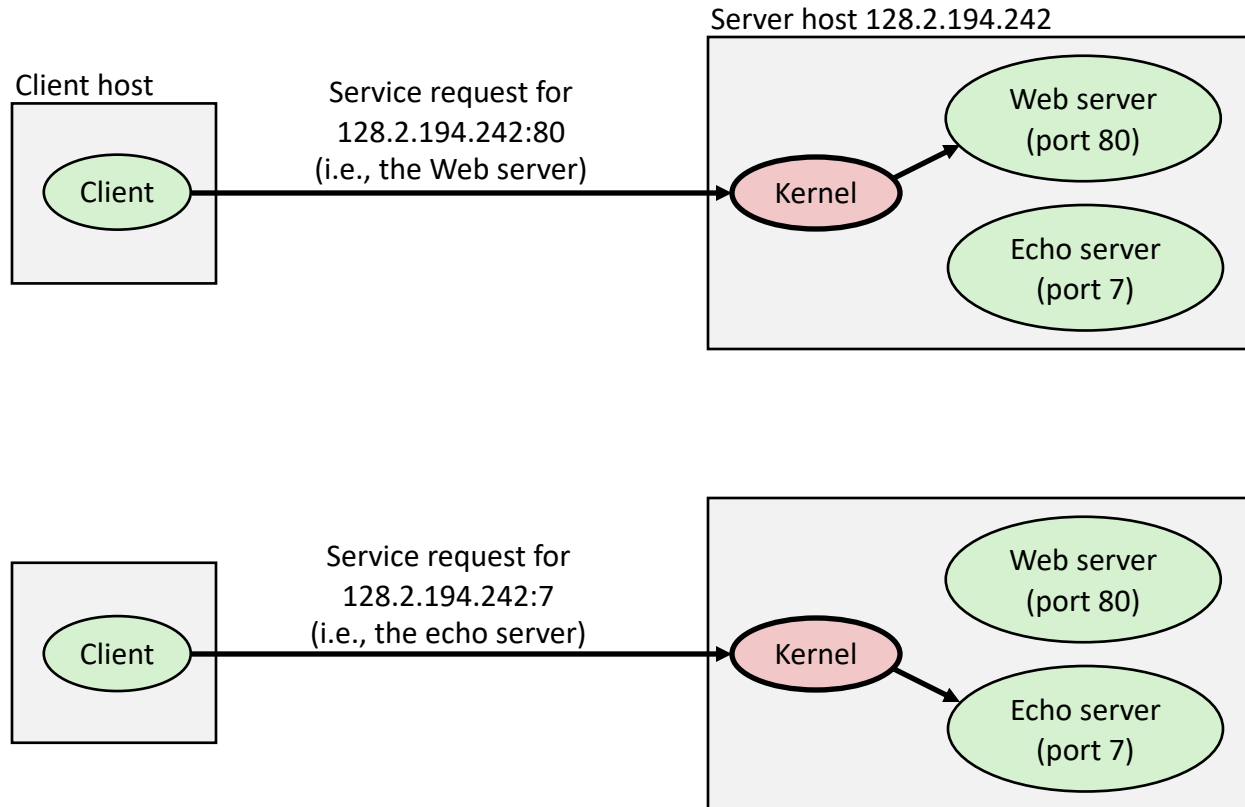 Server host 128.2.194.242
Client host
Service request for
128.2.194.242:80
(i.e., the Web server)
Client
Kernel
Web server
(port 80)
Echo server
(port 7)
Service request for
128.2.194.242:7
(i.e., the echo server)
Client
Kernel
Web server
(port 80)
Echo server
(port 7)